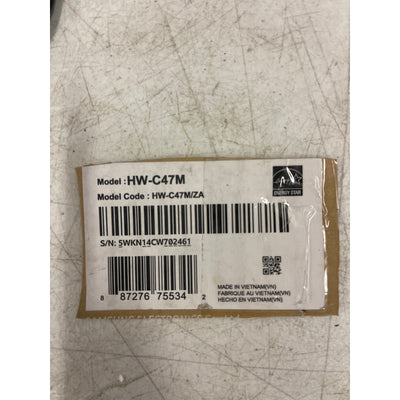 Model : HW-C47M
Model Code : HW-C47M/ZA
ENERGY STAR
S/N: 5WKN14CW702461
8 87276 75534 2
MADE IN VIETNAM(VN)
FABRIQUE AU VIETNAM(VN)
HECHO EN VIETNAM(VN)